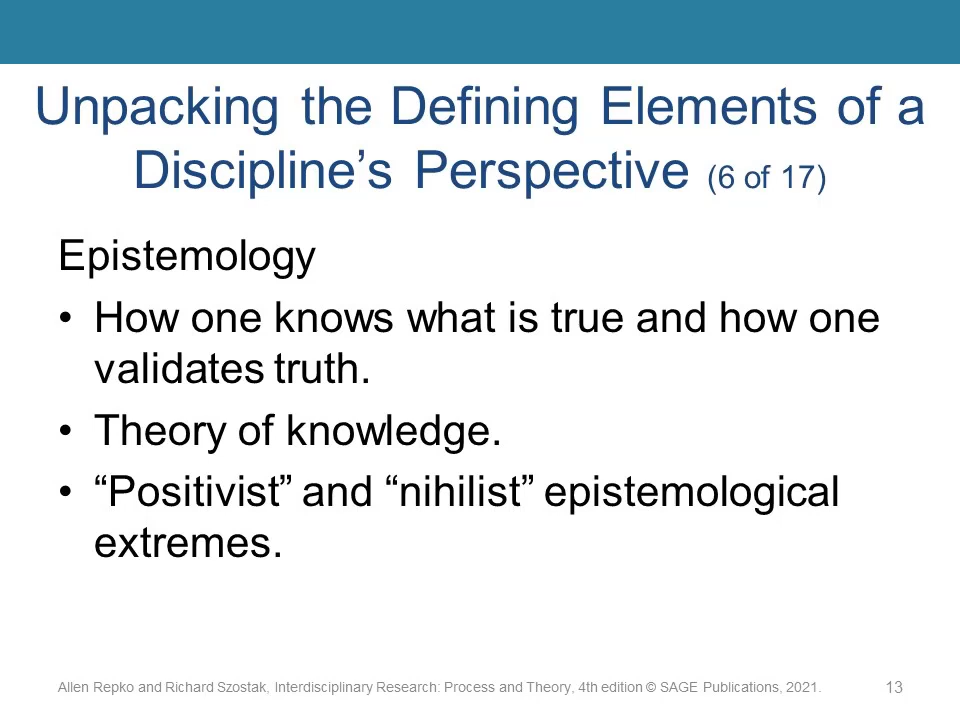 Unpacking the Defining Elements of a
Discipline’s Perspective (6 of 17)
Epistemology
• How one knows what is true and how one
validates truth.
• Theory of knowledge.
• “Positivist” and “nihilist” epistemological
extremes.
Allen Repko and Richard Szostak, Interdisciplinary Research: Process and Theory, 4th edition © SAGE Publications, 2021.
13